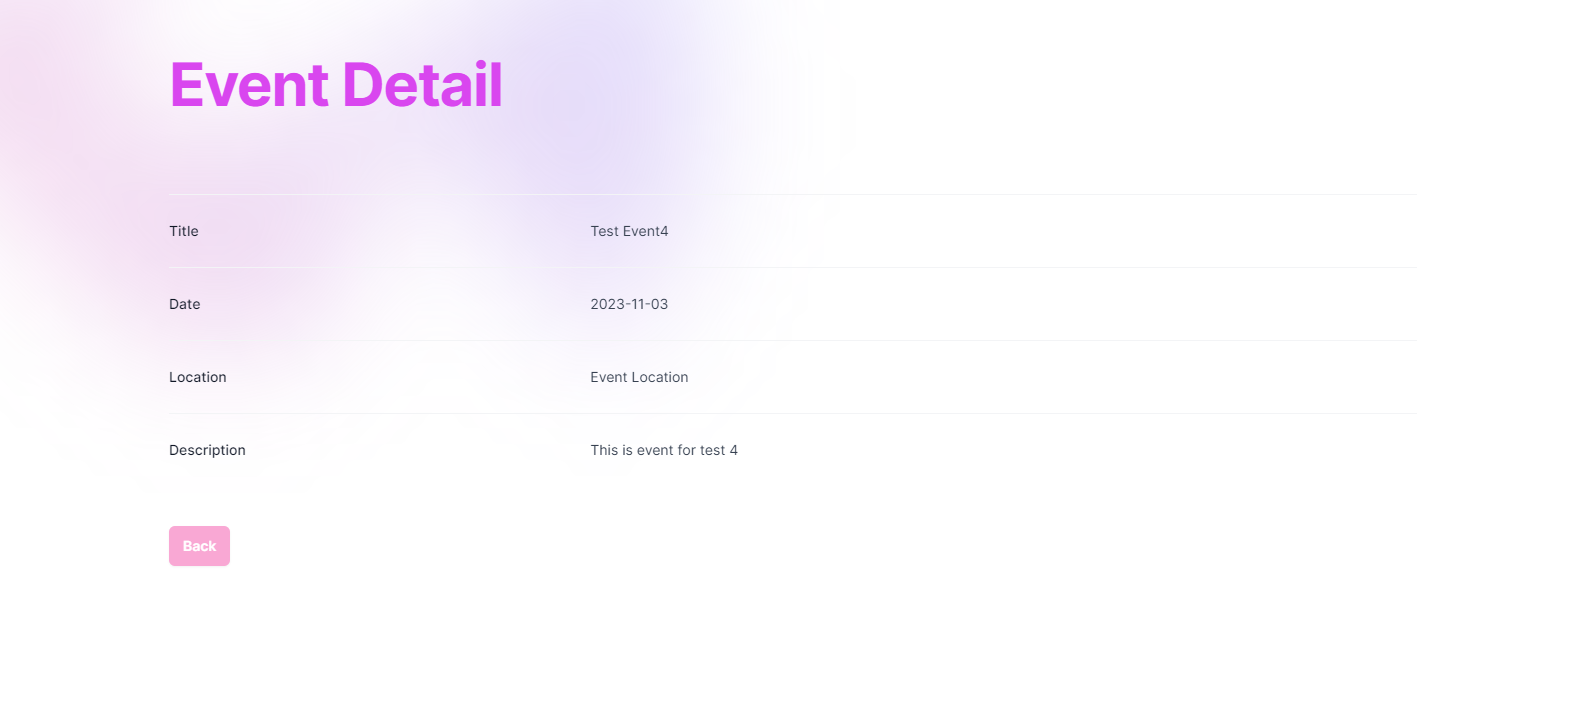 Event Detail
Title Test Event4
Date 2023-11-03
Location Event Location
Description This is event for test 4
Back